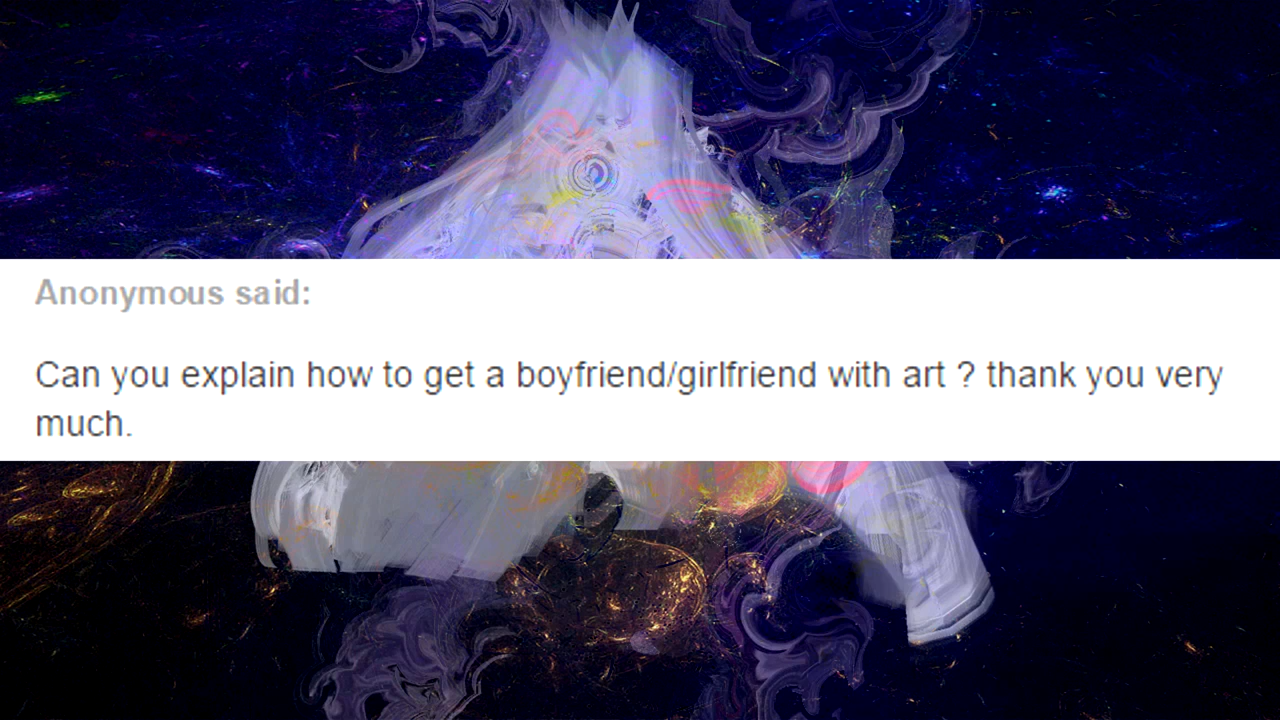 Anonymous said:
Can you explain how to get a boyfriend/girlfriend with art ? thank you very
much.